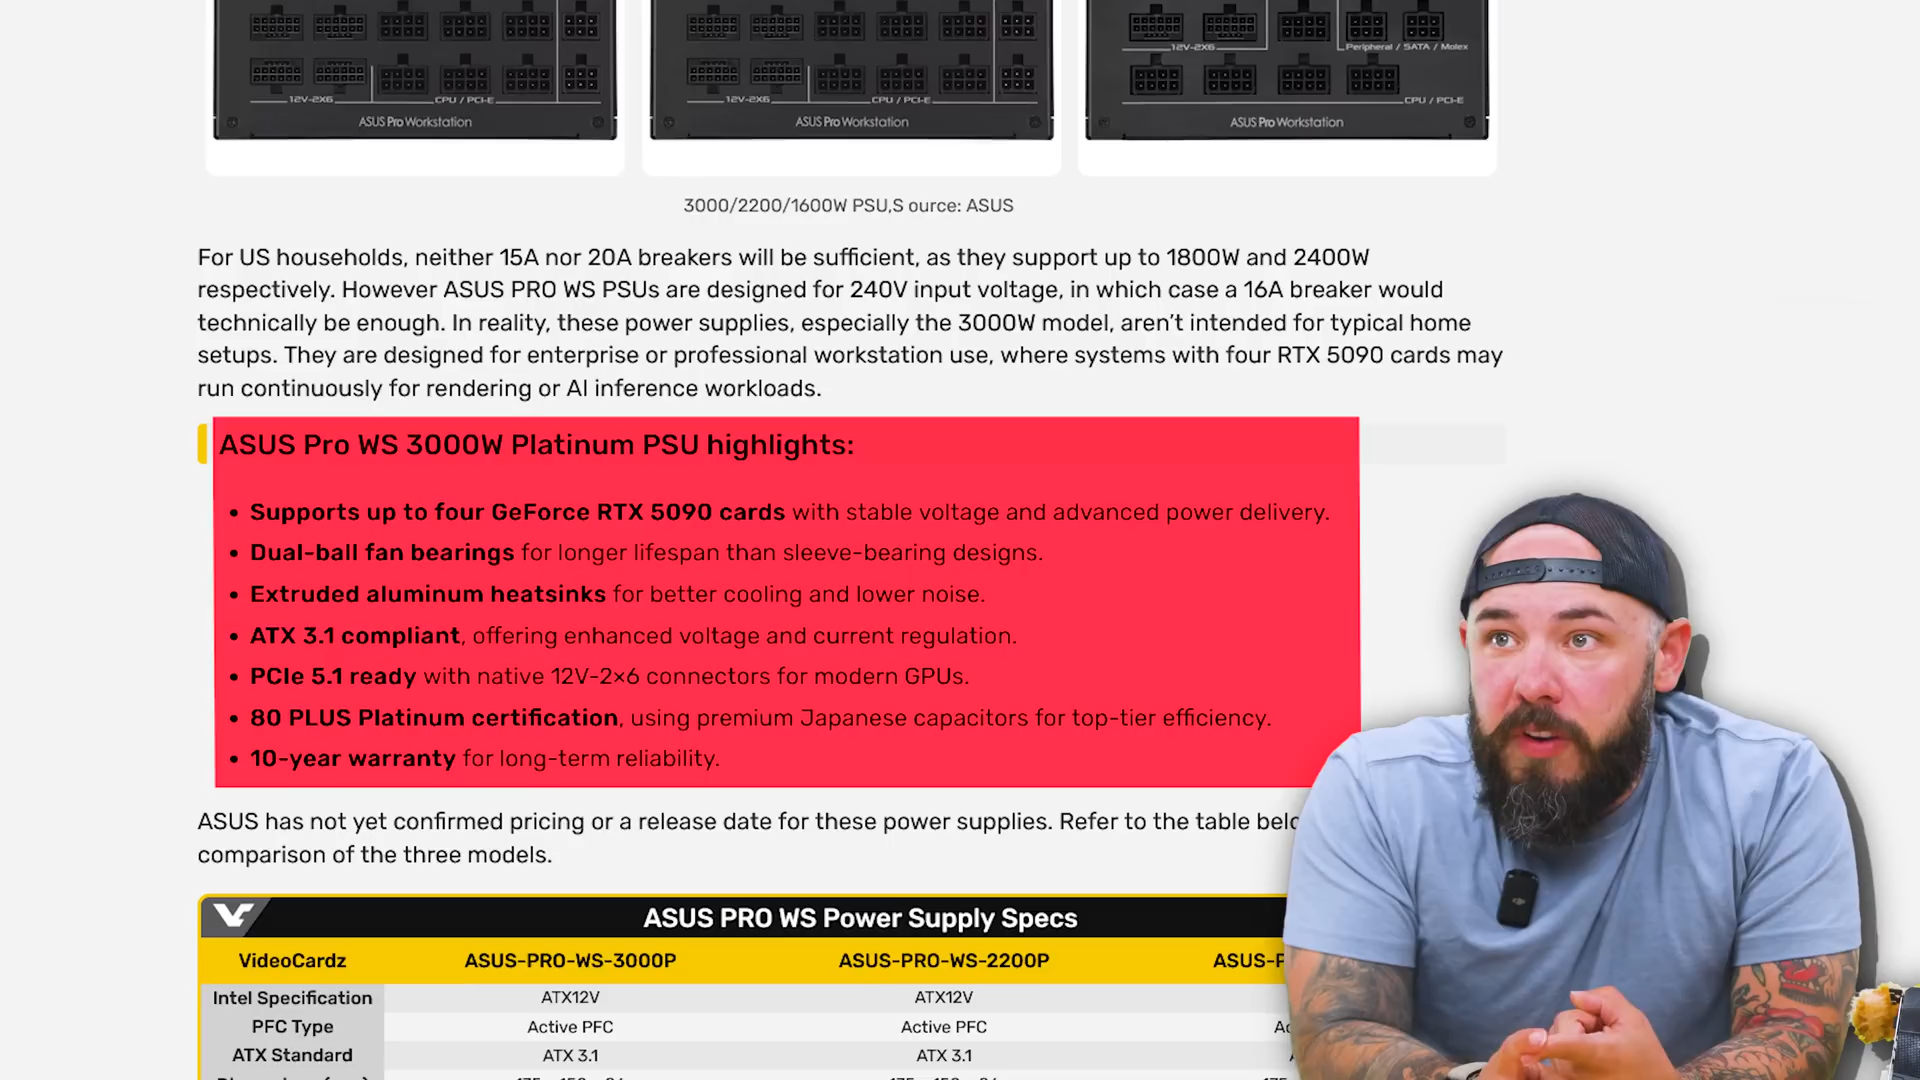 12V-2X6 Peripheral / SATA / Molex
12V-2X6 CPU / PCI-E 12V-2X6 CPU / PCI-E CPU / PCI-E
ASUS Pro Workstation ASUS Pro Workstation ASUS Pro Workstation
3000/2200/1600W PSU,S ource: ASUS
For US households, neither 15A nor 20A breakers will be sufficient, as they support up to 1800W and 2400W
respectively. However ASUS PRO WS PSUs are designed for 240V input voltage, in which case a 16A breaker would
technically be enough. In reality, these power supplies, especially the 3000W model, aren't intended for typical home
setups. They are designed for enterprise or professional workstation use, where systems with four RTX 5090 cards may
run continuously for rendering or AI inference workloads.
ASUS Pro WS 3000W Platinum PSU highlights:
• Supports up to four GeForce RTX 5090 cards with stable voltage and advanced power delivery.
• Dual-ball fan bearings for longer lifespan than sleeve-bearing designs.
• Extruded aluminum heatsinks for better cooling and lower noise.
• ATX 3.1 compliant, offering enhanced voltage and current regulation.
• PCIe 5.1 ready with native 12V-2×6 connectors for modern GPUs.
• 80 PLUS Platinum certification, using premium Japanese capacitors for top-tier efficiency.
• 10-year warranty for long-term reliability.
ASUS has not yet confirmed pricing or a release date for these power supplies. Refer to the table
comparison of the three models.
ASUS PRO WS Power Supply Specs
VideoCardz ASUS-PRO-WS-3000P ASUS-PRO-WS-2200P
Intel Specification ATX12V ATX12V
PFC Type Active PFC Active PFC
ATX Standard ATX 3.1 ATX 3.1